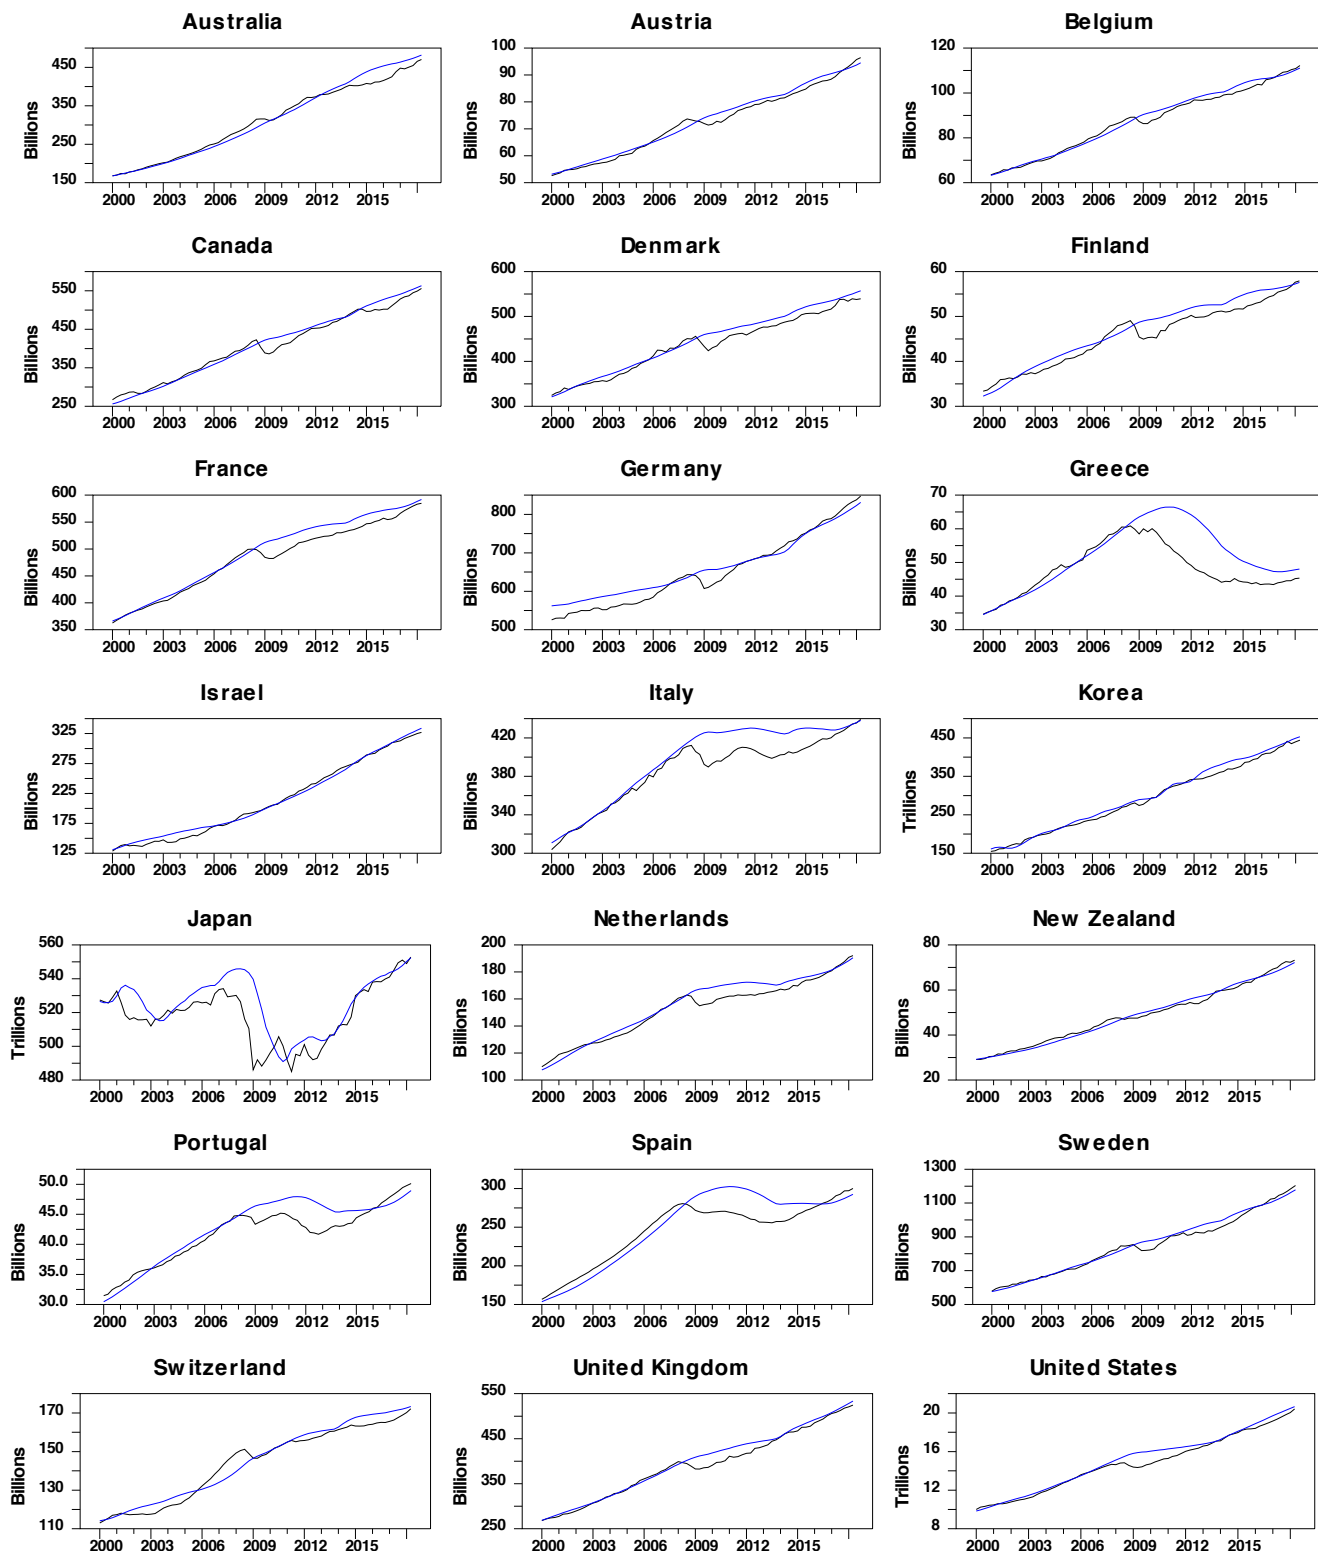 Australia
Billions
450
350
250
150
2000 2003 2006 2009 2012 2015
Austria
Billions
100
90
80
70
60
50
2000 2003 2006 2009 2012 2015
Belgium
Billions
120
100
80
60
2000 2003 2006 2009 2012 2015
Canada
Billions
550
450
350
250
2000 2003 2006 2009 2012 2015
Denmark
Billions
600
500
400
300
2000 2003 2006 2009 2012 2015
Finland
Billions
60
50
40
30
2000 2003 2006 2009 2012 2015
France
Billions
600
550
500
450
400
350
2000 2003 2006 2009 2012 2015
Germany
Billions
800
700
600
500
2000 2003 2006 2009 2012 2015
Greece
Billions
70
60
50
40
30
2000 2003 2006 2009 2012 2015
Israel
Billions
325
275
225
175
125
2000 2003 2006 2009 2012 2015
Italy
Billions
420
380
340
300
2000 2003 2006 2009 2012 2015
Korea
Trillions
450
350
250
150
2000 2003 2006 2009 2012 2015
Japan
Trillions
560
540
520
500
480
2000 2003 2006 2009 2012 2015
Netherlands
Billions
200
180
160
140
120
100
2000 2003 2006 2009 2012 2015
New Zealand
Billions
80
60
40
20
2000 2003 2006 2009 2012 2015
Portugal
Billions
50.0
45.0
40.0
35.0
30.0
2000 2003 2006 2009 2012 2015
Spain
Billions
300
250
200
150
2000 2003 2006 2009 2012 2015
Sweden
Billions
1300
1100
900
700
500
2000 2003 2006 2009 2012 2015
Switzerland
Billions
170
150
130
110
2000 2003 2006 2009 2012 2015
United Kingdom
Billions
550
450
350
250
2000 2003 2006 2009 2012 2015
United States
Trillions
20
16
12
8
2000 2003 2006 2009 2012 2015